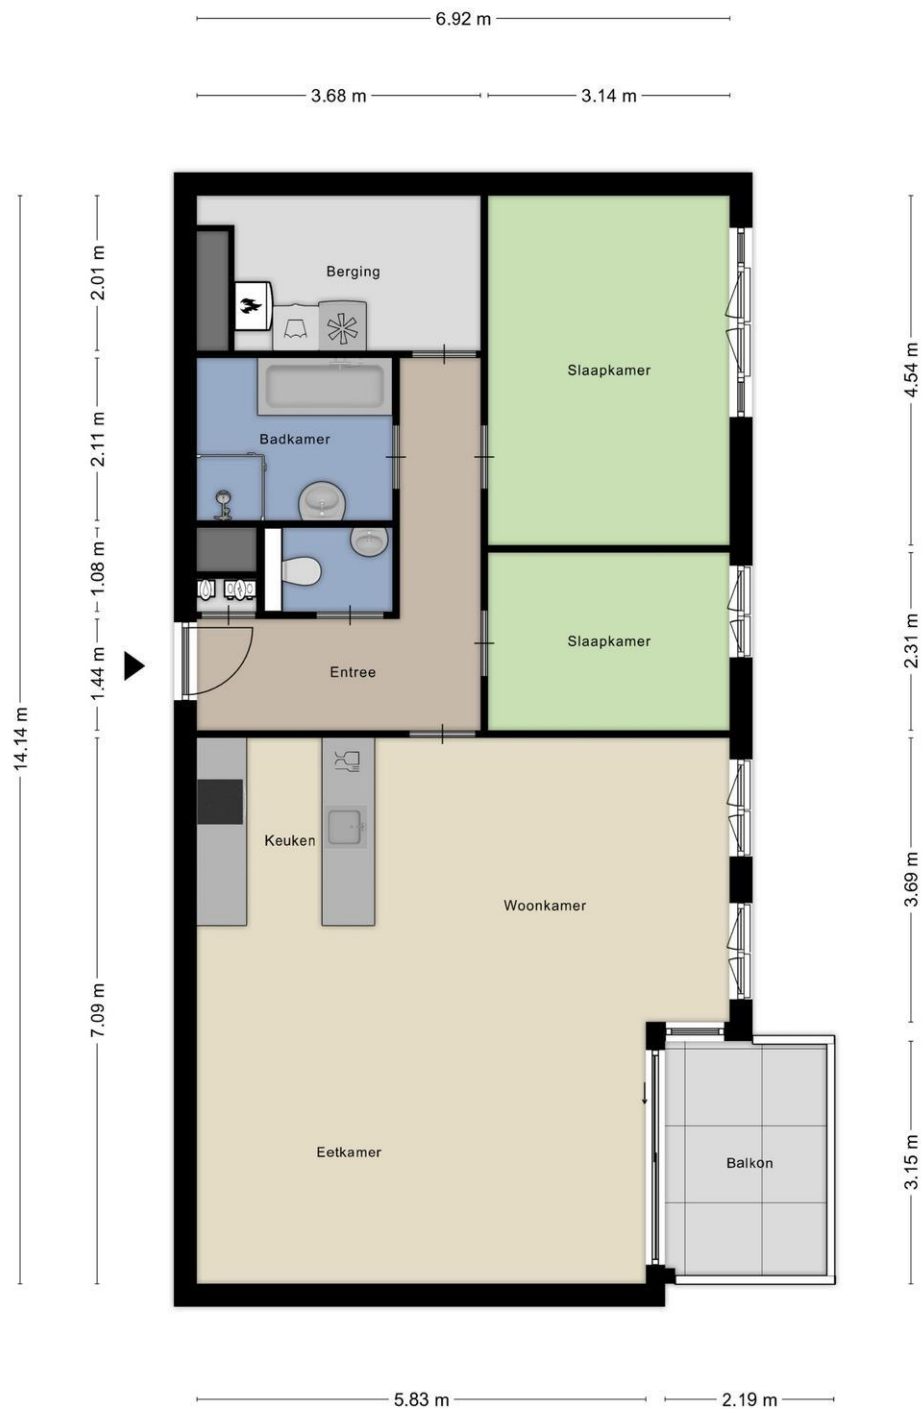 6.92 m
3.68 m
3.14 m
2.01 m
Berging
4.54 m
Slaapkamer
2.11 m
Badkamer
1.08 m
Slaapkamer
2.31 m
1.44 m
Entree
14.14 m
Keuken
3.69 m
Woonkamer
7.09 m
Eetkamer
Balkon
3.15 m
5.83 m
2.19 m